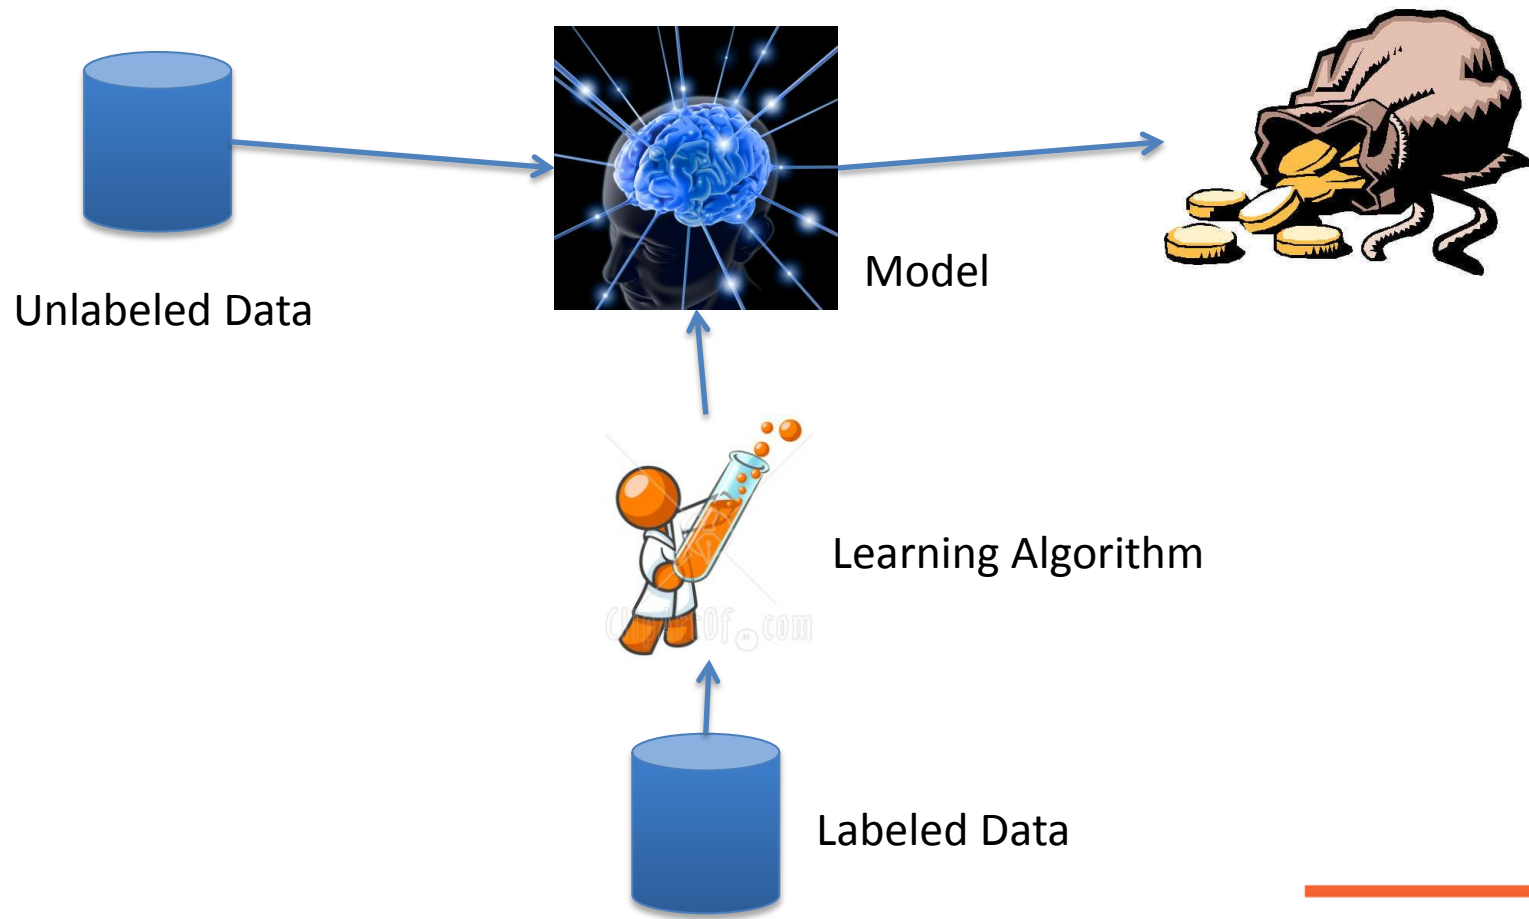 Model
Unlabeled Data
Learning Algorithm
Labeled Data